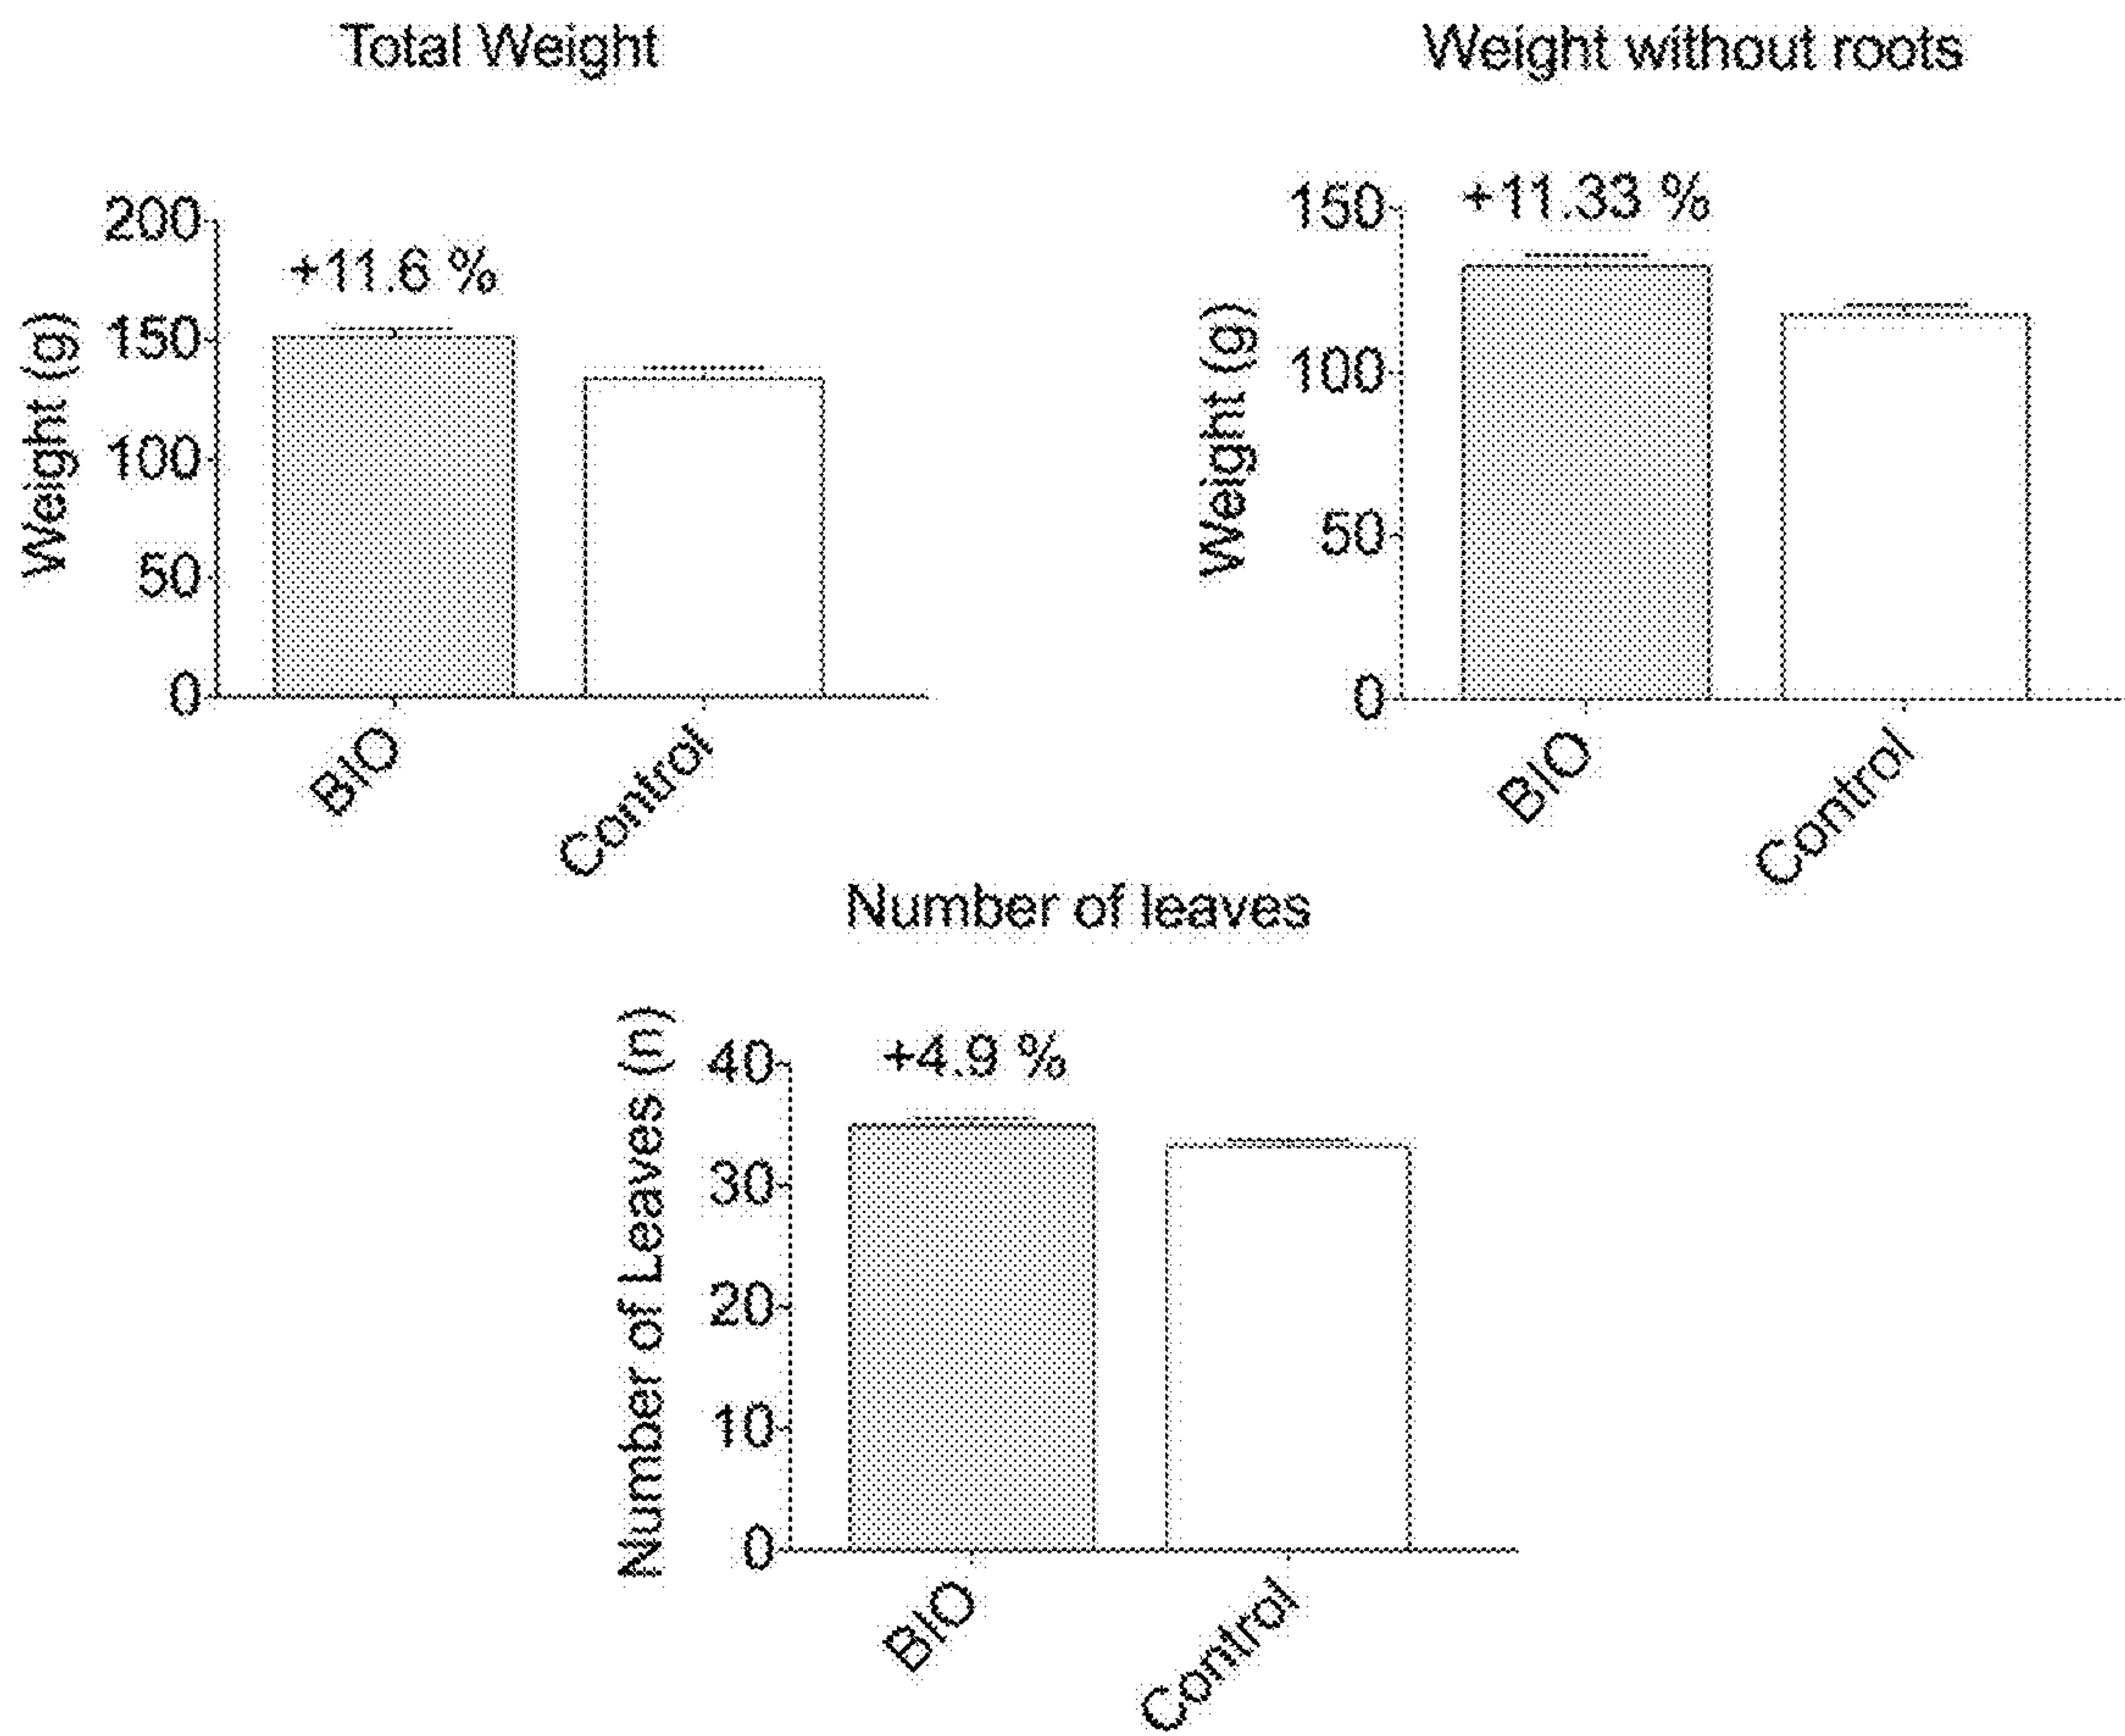 Total Weight
Weight (g)
200
150
100
50
0
+11.6 %
BIO
Control
Weight without roots
Weight (g)
150
100
50
0
+11.33 %
BIO
Control
Number of leaves
Number of Leaves (n)
40
30
20
10
0
+4.9 %
BIO
Control